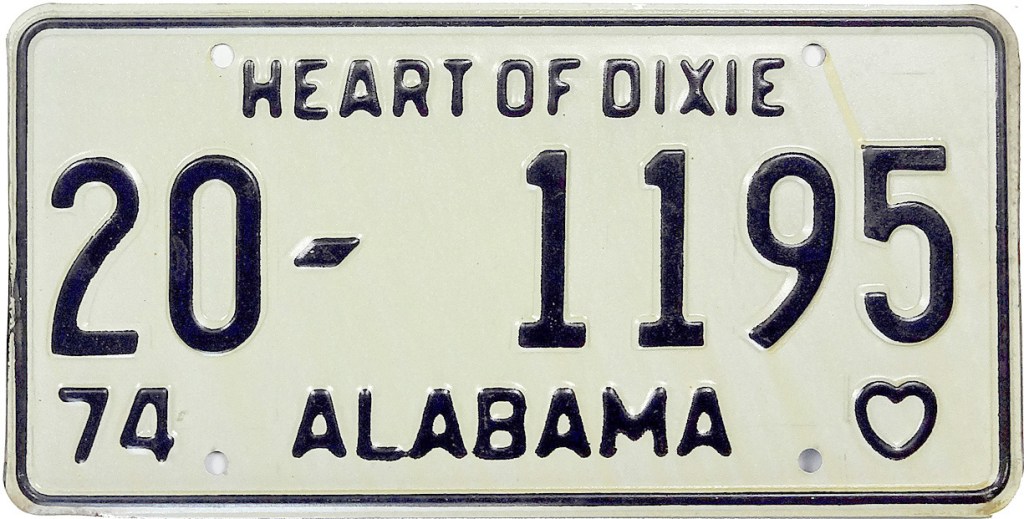 HEART OF DIXIE
20- 1195
74 ALABAMA